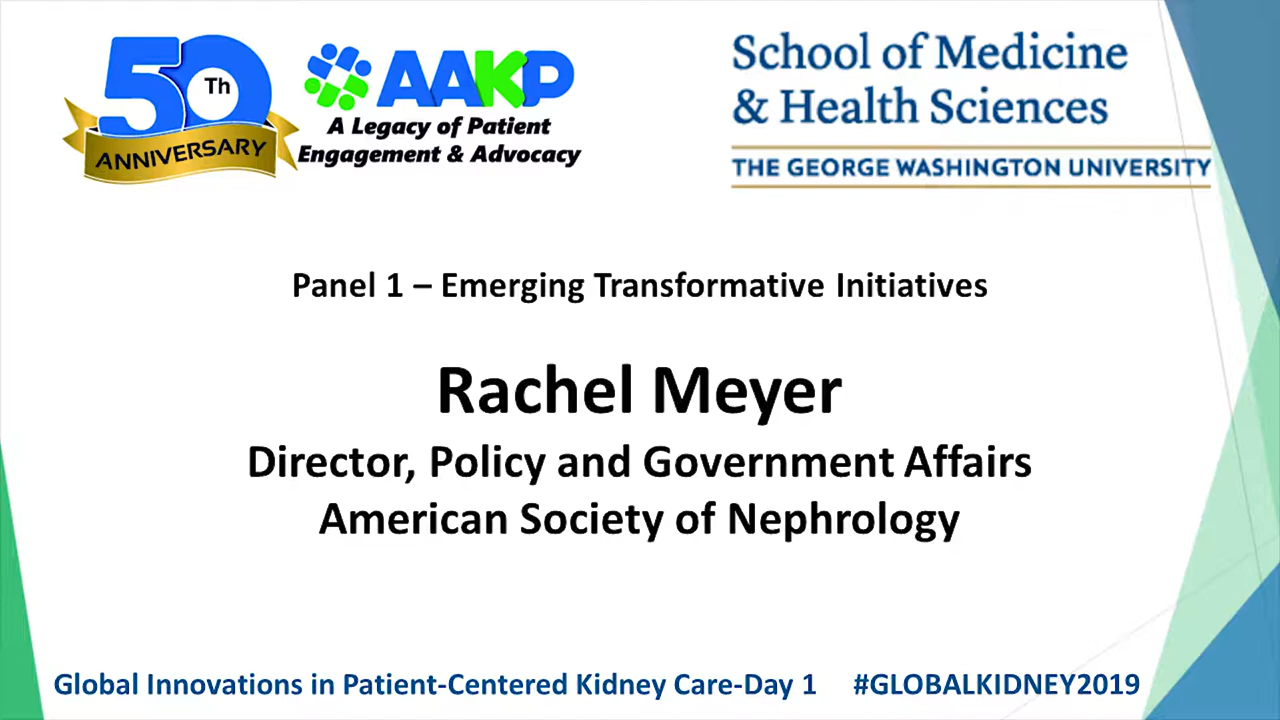 50Th
ANNIVERSARY
AAKP
A Legacy of Patient
Engagement & Advocacy
School of Medicine
& Health Sciences
THE GEORGE WASHINGTON UNIVERSITY
Panel 1 – Emerging Transformative Initiatives
Rachel Meyer
Director, Policy and Government Affairs
American Society of Nephrology
Global Innovations in Patient-Centered Kidney Care-Day 1 #GLOBALKIDNEY2019